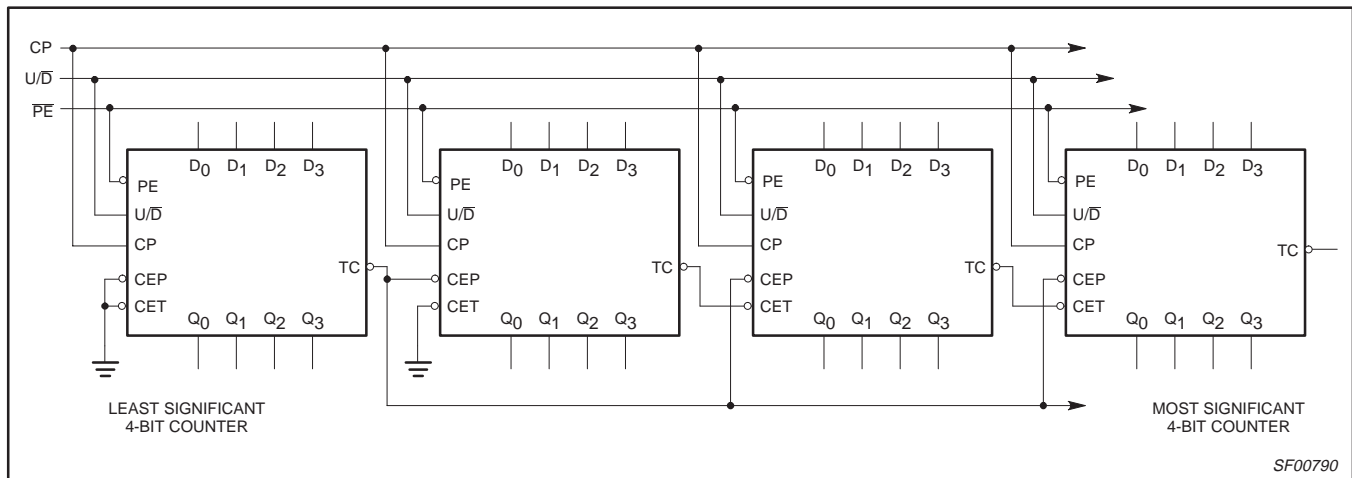 CP
U/D̅
P̅E̅
D0 D1 D2 D3
PE
U/D̅
CP
CEP
CET
TC
Q0 Q1 Q2 Q3
D0 D1 D2 D3
PE
U/D̅
CP
CEP
CET
TC
Q0 Q1 Q2 Q3
D0 D1 D2 D3
PE
U/D̅
CP
CEP
CET
TC
Q0 Q1 Q2 Q3
D0 D1 D2 D3
PE
U/D̅
CP
CEP
CET
TC
Q0 Q1 Q2 Q3
LEAST SIGNIFICANT
4-BIT COUNTER
MOST SIGNIFICANT
4-BIT COUNTER
SF00790